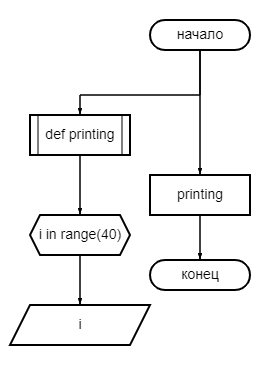 начало
def printing
i in range(40)
printing
конец
i